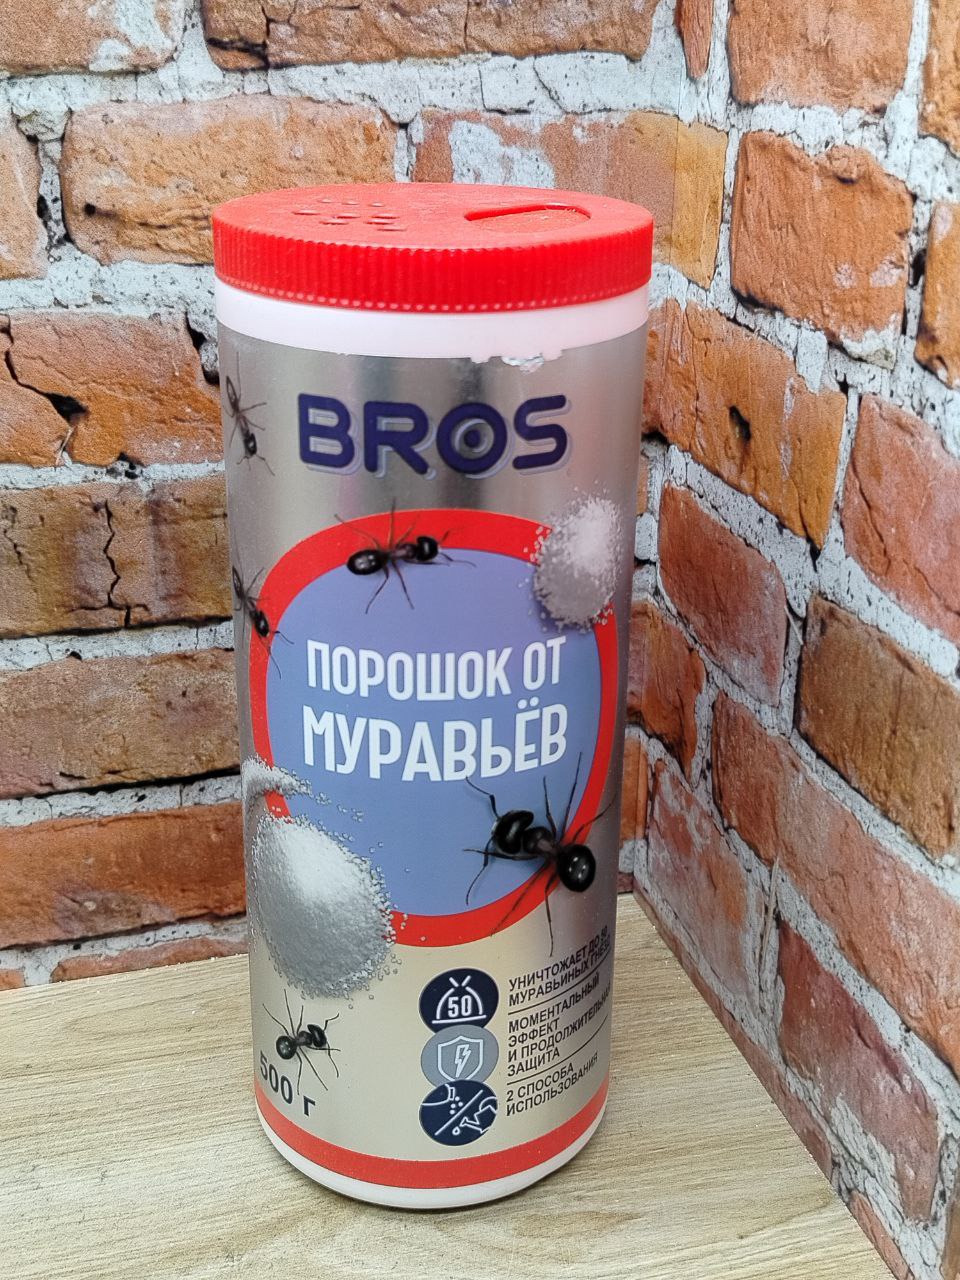 BROS
ПОРОШОК ОТ
МУРАВЬЁВ
50
УНИЧТОЖАЕТ ДО 50
МУРАВЬИНЫХ ГНЁЗД
МОМЕНТАЛЬНЫЙ
ЭФФЕКТ
И ПРОДОЛЖИТЕЛЬНАЯ
ЗАЩИТА
2 СПОСОБА
ИСПОЛЬЗОВАНИЯ
500 г